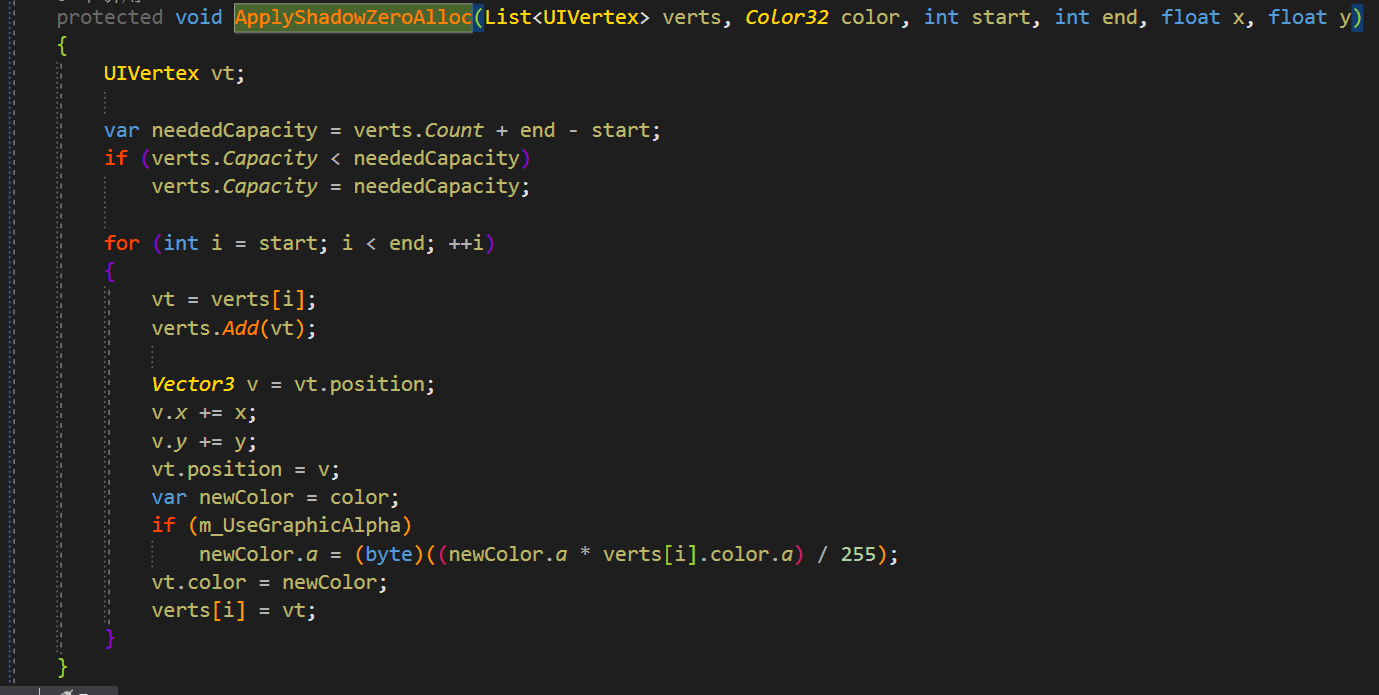 protected void ApplyShadowZeroAlloc(List<UIVertex> verts, Color32 color, int start, int end, float x, float y)
{
UIVertex vt;
var neededCapacity = verts.Count + end - start;
if (verts.Capacity < neededCapacity)
verts.Capacity = neededCapacity;
for (int i = start; i < end; ++i)
{
vt = verts[i];
verts.Add(vt);
Vector3 v = vt.position;
v.x += x;
v.y += y;
vt.position = v;
var newColor = color;
if (m_UseGraphicAlpha)
newColor.a = (byte)((newColor.a * verts[i].color.a) / 255);
vt.color = newColor;
verts[i] = vt;
}
}